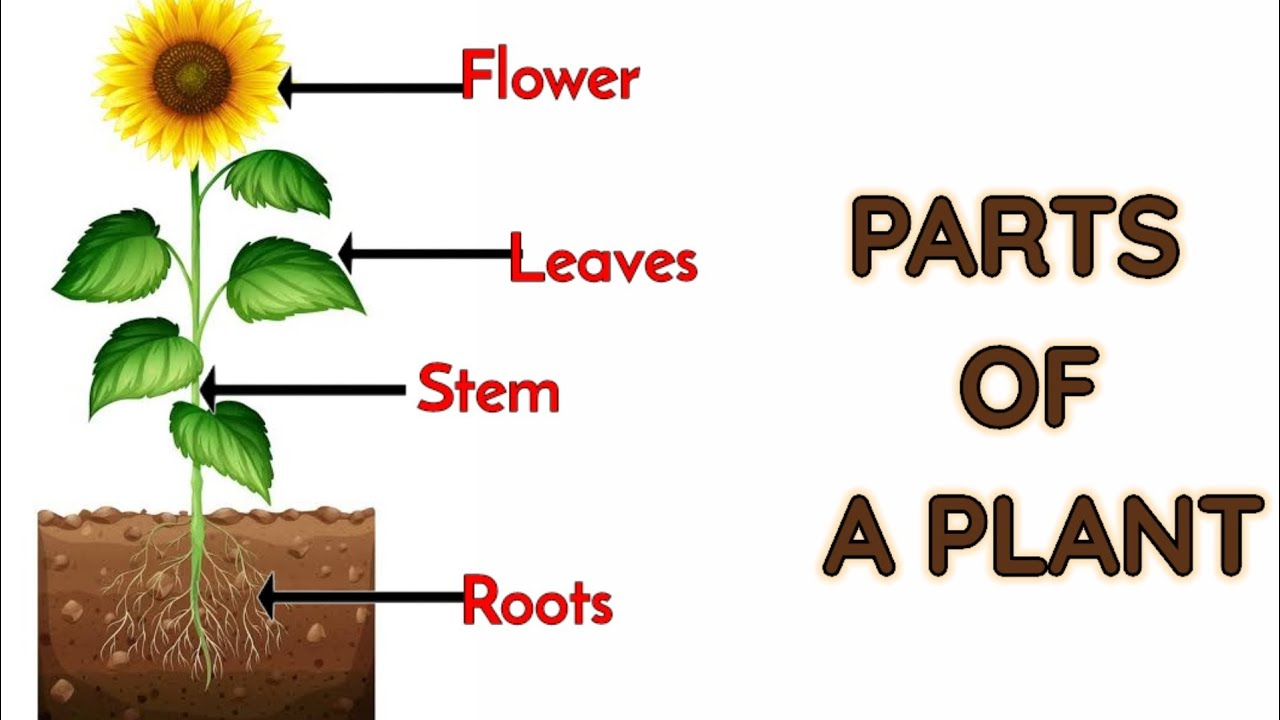 Flower
Leaves
Stem
Roots
PARTS
OF
A PLANT